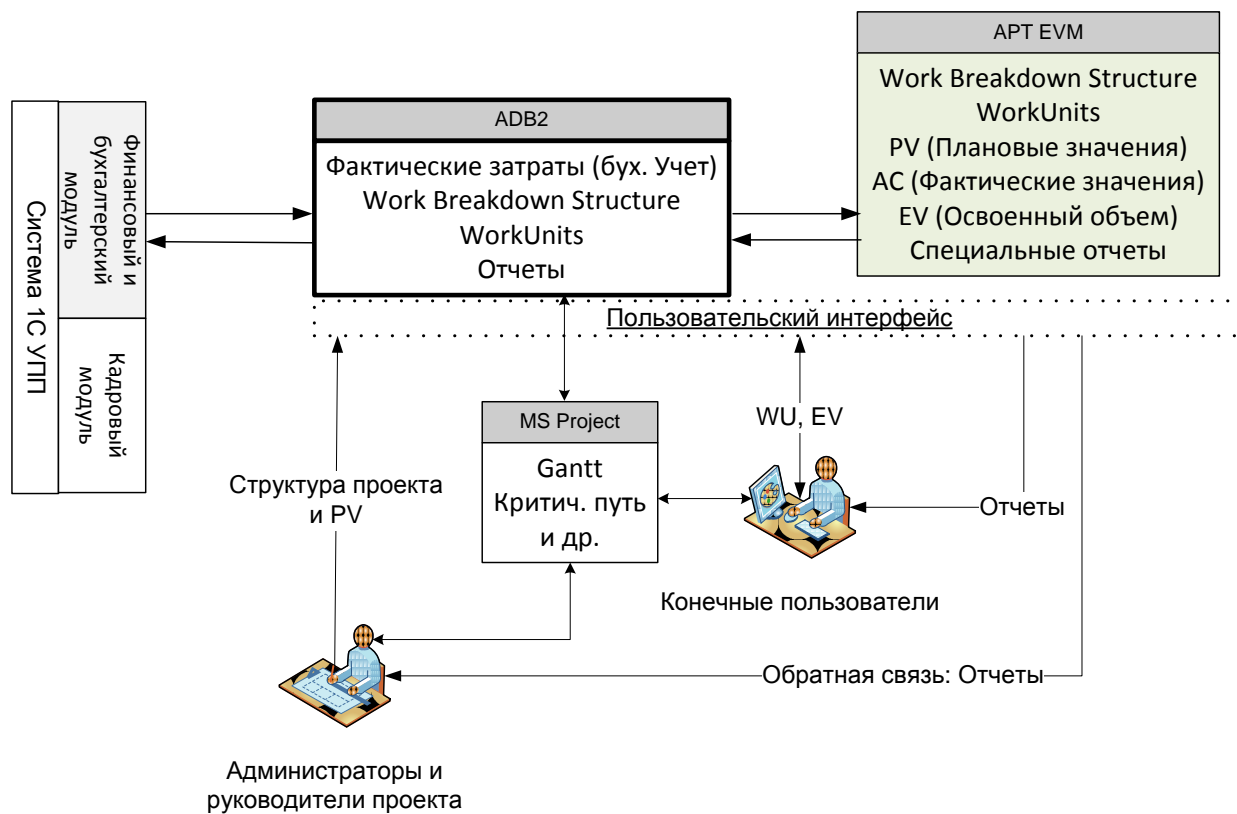 APT EVM
Work Breakdown Structure
WorkUnits
PV (Плановые значения)
AC (Фактические значения)
EV (Освоенный объем)
Специальные отчеты
ADB2
Фактические затраты (бух. Учет)
Work Breakdown Structure
WorkUnits
Отчеты
Система 1С УПП
Финансовый и
бухгалтерский
модуль
Кадровый
модуль
Пользовательский интерфейс
MS Project
Gantt
Критич. путь
и др.
WU, EV
Структура проекта
и PV
Отчеты
Конечные пользователи
Обратная связь: Отчеты
Администраторы и
руководители проекта